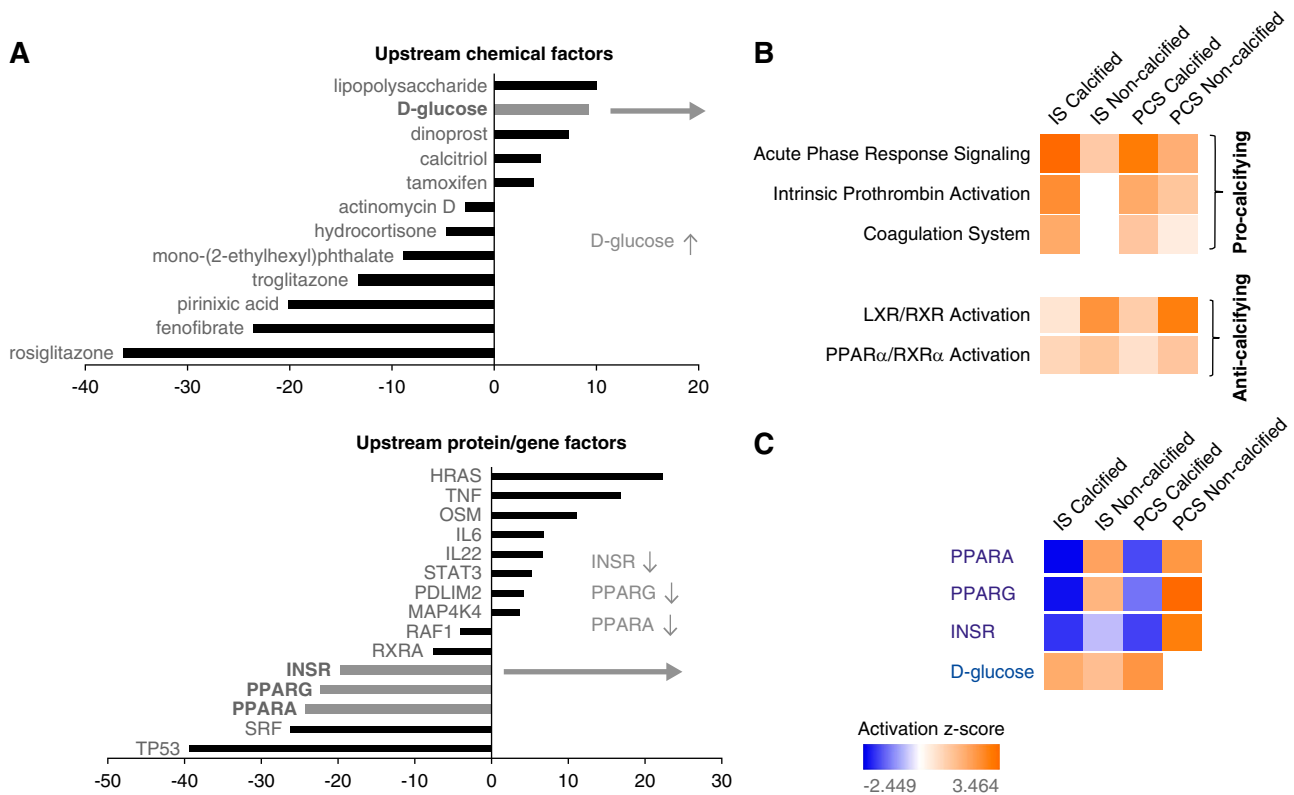 A
Upstream chemical factors
lipopolysaccharide
D-glucose
dinoprost
calcitriol
tamoxifen
actinomycin D
hydrocortisone
mono-(2-ethylhexyl)phthalate
troglitazone
pirinixic acid
fenofibrate
rosiglitazone
D-glucose ↑
-40 -30 -20 -10 0 10 20
Upstream protein/gene factors
HRAS
TNF
OSM
IL6
IL22
STAT3
PDLIM2
MAP4K4
RAF1
RXRA
INSR
PPARG
PPARA
SRF
TP53
INSR ↓
PPARG ↓
PPARA ↓
-50 -40 -30 -20 -10 0 10 20 30
B
IS Calcified
IS Non-calcified
PCS Calcified
PCS Non-calcified
Acute Phase Response Signaling
Intrinsic Prothrombin Activation
Coagulation System
Pro-calcifying
LXR/RXR Activation
PPARα/RXRα Activation
Anti-calcifying
C
IS Calcified
IS Non-calcified
PCS Calcified
PCS Non-calcified
PPARA
PPARG
INSR
D-glucose
Activation z-score
-2.449 3.464